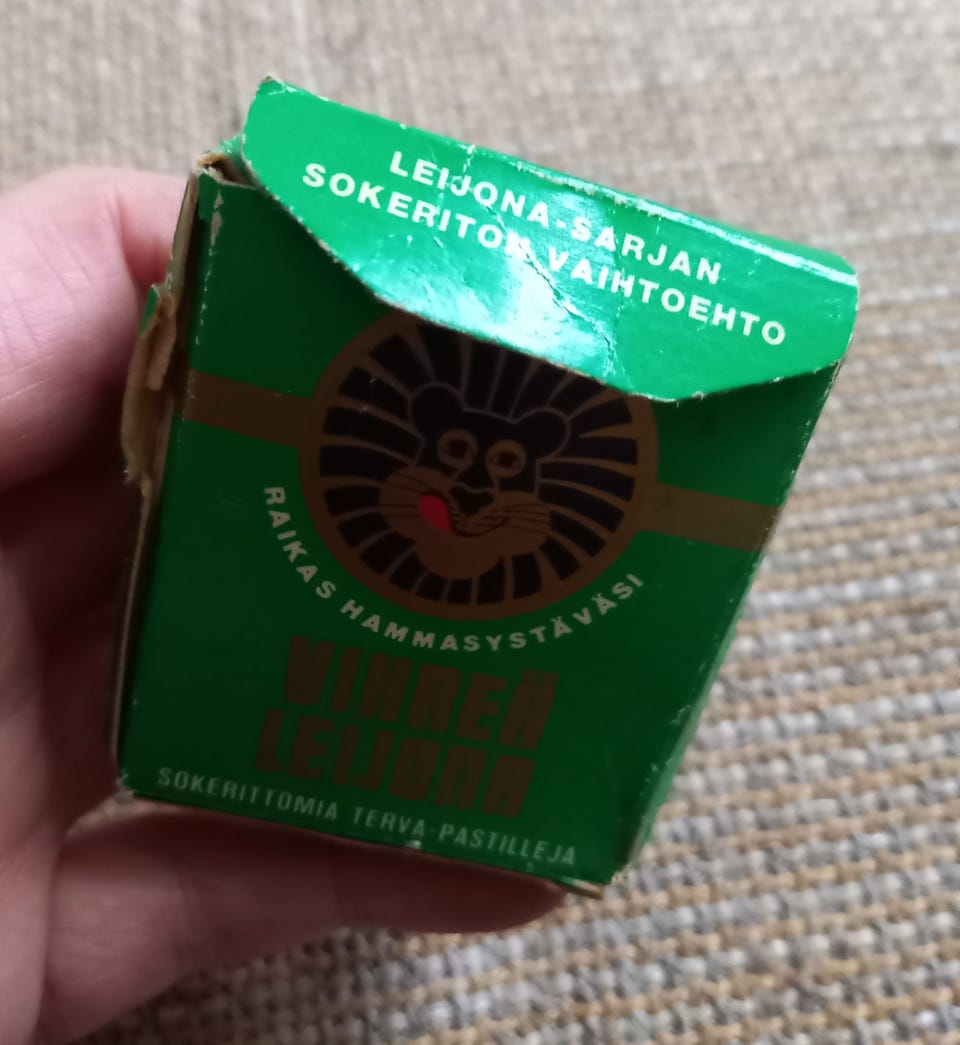 LEIJONA-SARJAN
SOKERITON VAIHTOEHTO
RAIKAS HAMMASYSTÄVÄSI
VIHREÄ
LEIJONA
SOKERITTOMIA TERVA-PASTILLEJA